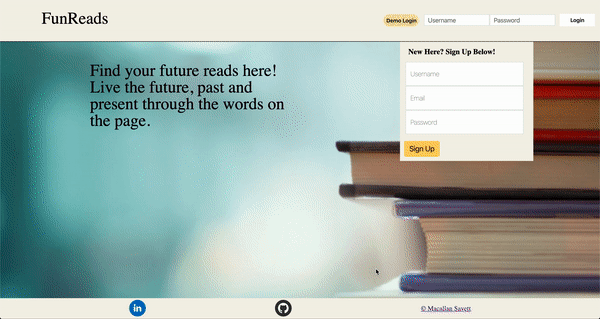 FunReads
Demo Login
Username
Password
Login
New Here? Sign Up Below!
Username
Email
Password
Sign Up
Find your future reads here!
Live the future, past and
present through the words on
the page.
in
© Macallan Savett